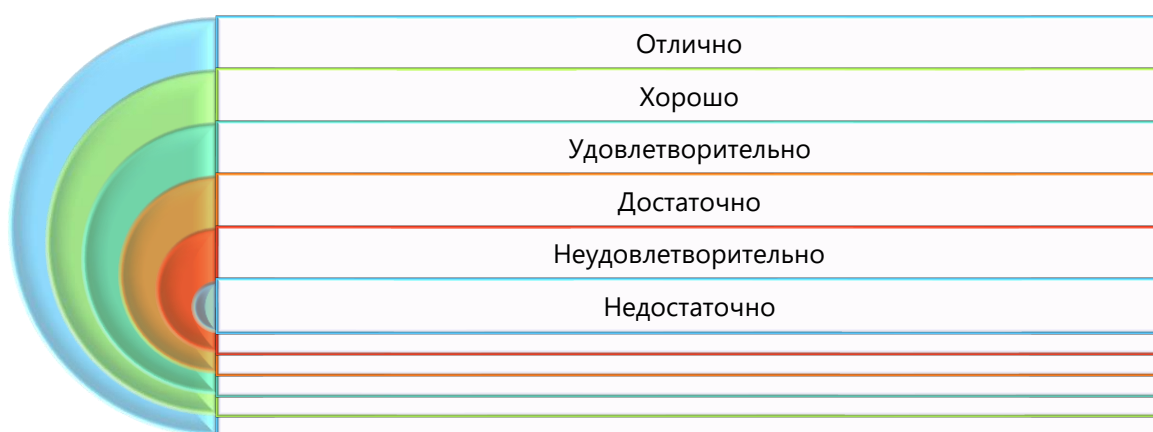 Отлично
Хорошо
Удовлетворительно
Достаточно
Неудовлетворительно
Недостаточно